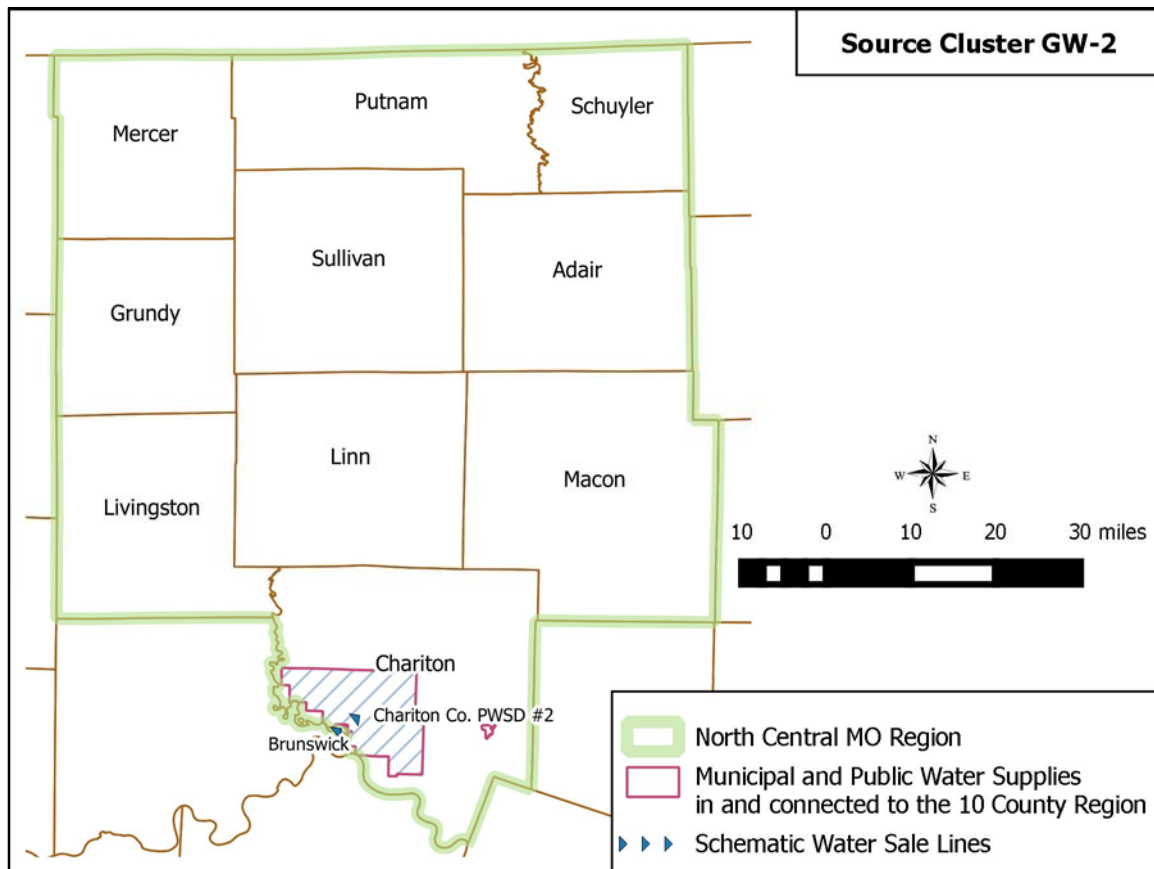 Source Cluster GW-2
Putnam
Schuyler
Mercer
Sullivan
Adair
Grundy
Linn
Macon
Livingston
N
W E
S
10 0 10 20 30 miles
Chariton
Chariton Co. PWSD #2
Brunswick
North Central MO Region
Municipal and Public Water Supplies
in and connected to the 10 County Region
Schematic Water Sale Lines